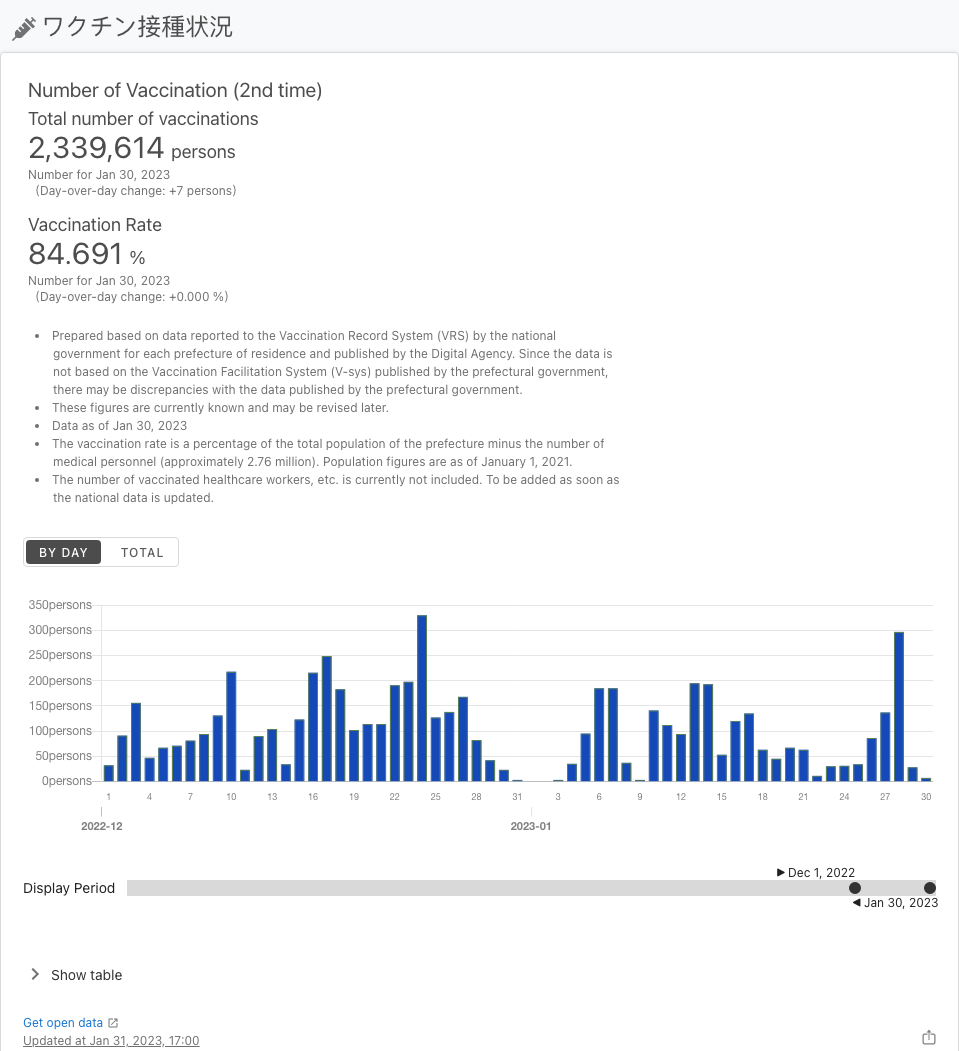 ワクチン接種状況
Number of Vaccination (2nd time)
Total number of vaccinations
2,339,614 persons
Number for Jan 30, 2023
(Day-over-day change: +7 persons)
Vaccination Rate
84.691 %
Number for Jan 30, 2023
(Day-over-day change: +0.000 %)
• Prepared based on data reported to the Vaccination Record System (VRS) by the national
government for each prefecture of residence and published by the Digital Agency. Since the data is
not based on the Vaccination Facilitation System (V-sys) published by the prefectural government,
there may be discrepancies with the data published by the prefectural government.
• These figures are currently known and may be revised later.
• Data as of Jan 30, 2023
• The vaccination rate is a percentage of the total population of the prefecture minus the number of
medical personnel (approximately 2.76 million). Population figures are as of January 1, 2021.
• The number of vaccinated healthcare workers, etc. is currently not included. To be added as soon as
the national data is updated.
BY DAY TOTAL
350persons
300persons
250persons
200persons
150persons
100persons
50persons
0persons
1 4 7 10 13 16 19 22 25 28 31 3 6 9 12 15 18 21 24 27 30
2022-12 2023-01
Dec 1, 2022
Display Period
Jan 30, 2023
Show table
Get open data
Updated at Jan 31, 2023, 17:00